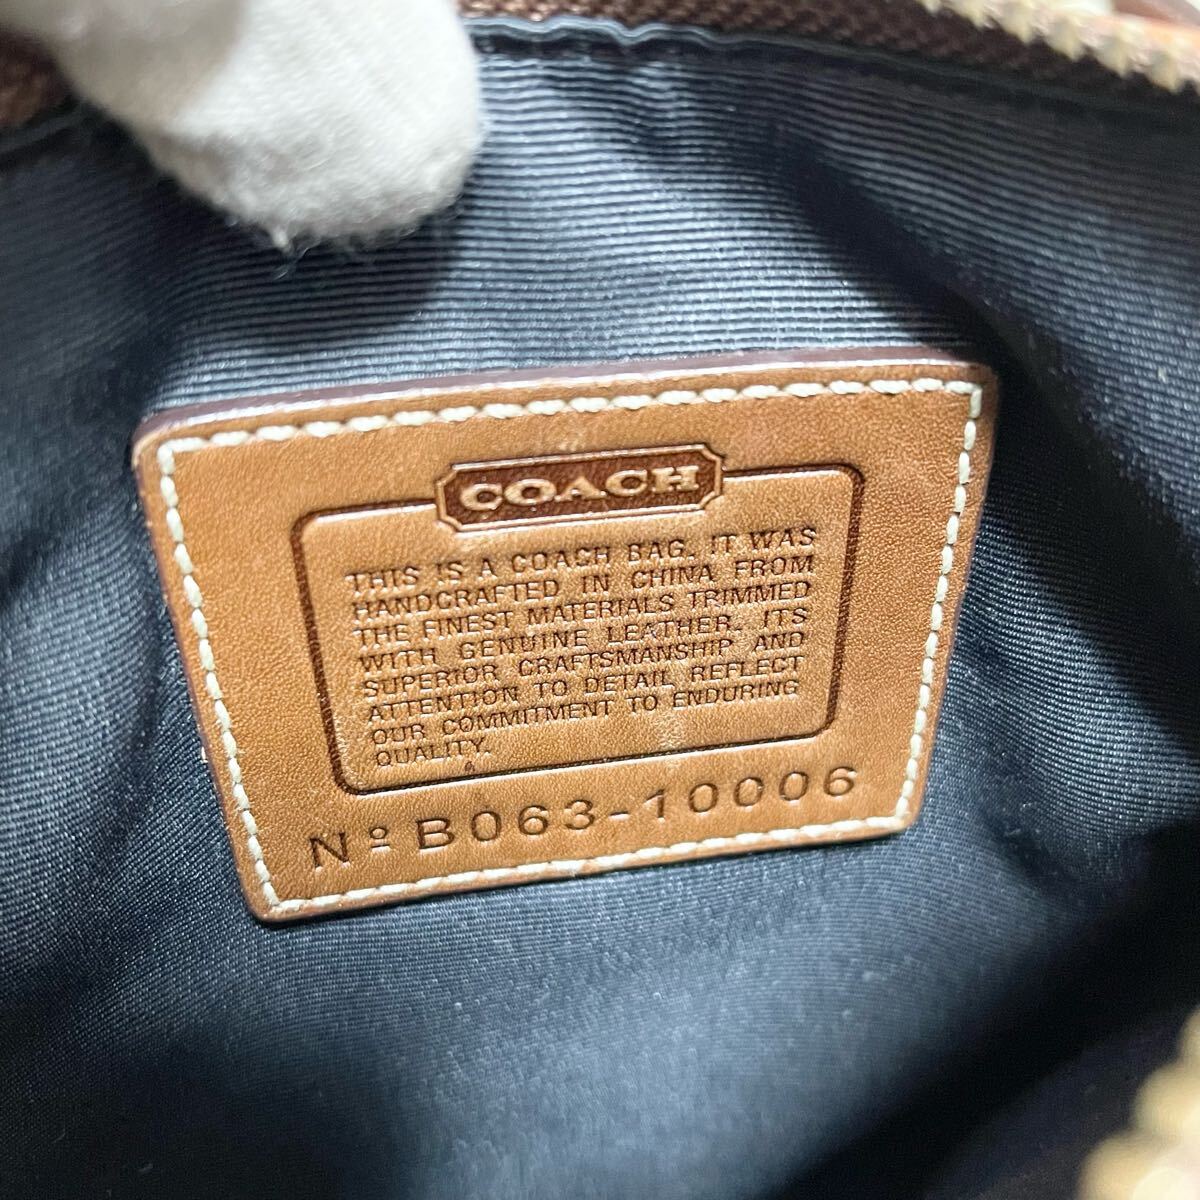 COACH
THIS IS A COACH BAG. IT WAS
HANDCRAFTED IN CHINA FROM
THE FINEST MATERIALS TRIMMED
WITH GENUINE LEATHER. ITS
SUPERIOR CRAFTSMANSHIP AND
ATTENTION TO DETAIL REFLECT
OUR COMMITMENT TO ENDURING
QUALITY.
Nº B063-10006